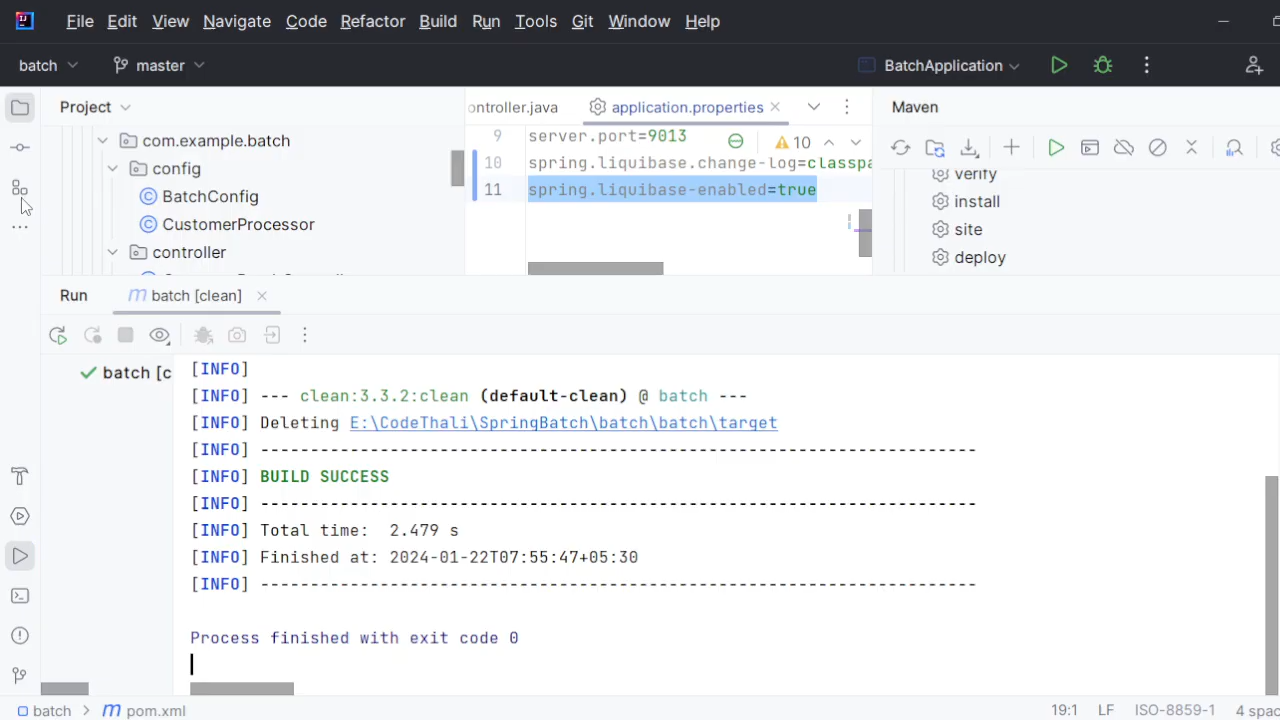 File Edit View Navigate Code Refactor Build Run Tools Git Window Help
batch master BatchApplication
Project
com.example.batch
config
BatchConfig
CustomerProcessor
controller
ontroller.java application.properties
9 server.port=9013 10
10 spring.liquibase.change-log=classpa
11 spring.liquibase-enabled=true
Maven
verify
install
site
deploy
Run batch [clean]
batch [c
[INFO]
[INFO] --- clean:3.3.2:clean (default-clean) @ batch ---
[INFO] Deleting E:\CodeThali\SpringBatch\batch\batch\target
[INFO] ------------------------------------------------------------------------
[INFO] BUILD SUCCESS
[INFO] ------------------------------------------------------------------------
[INFO] Total time:  2.479 s
[INFO] Finished at: 2024-01-22T07:55:47+05:30
[INFO] ------------------------------------------------------------------------
Process finished with exit code 0
batch > pom.xml 19:1 LF ISO-8859-1 4 spac